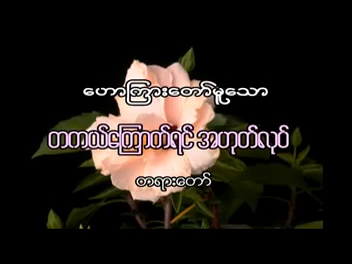 ဟောကြားတော်မူသော
တကယ်ကြောက်ရင် အဟုတ်လုပ်
တရားတော်